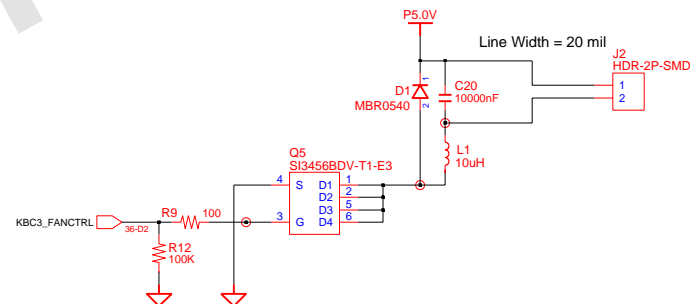 P5.0V
Line Width = 20 mil
J2
HDR-2P-SMD
1
2
D1
MBR0540
1
2
C20
10000nF
L1
10uH
Q5
SI3456BDV-T1-E3
4
S
D1
1
D2
2
D3
5
3
G
D4
6
KBC3_FANCTRL
36-D2
R9
100
R12
100K